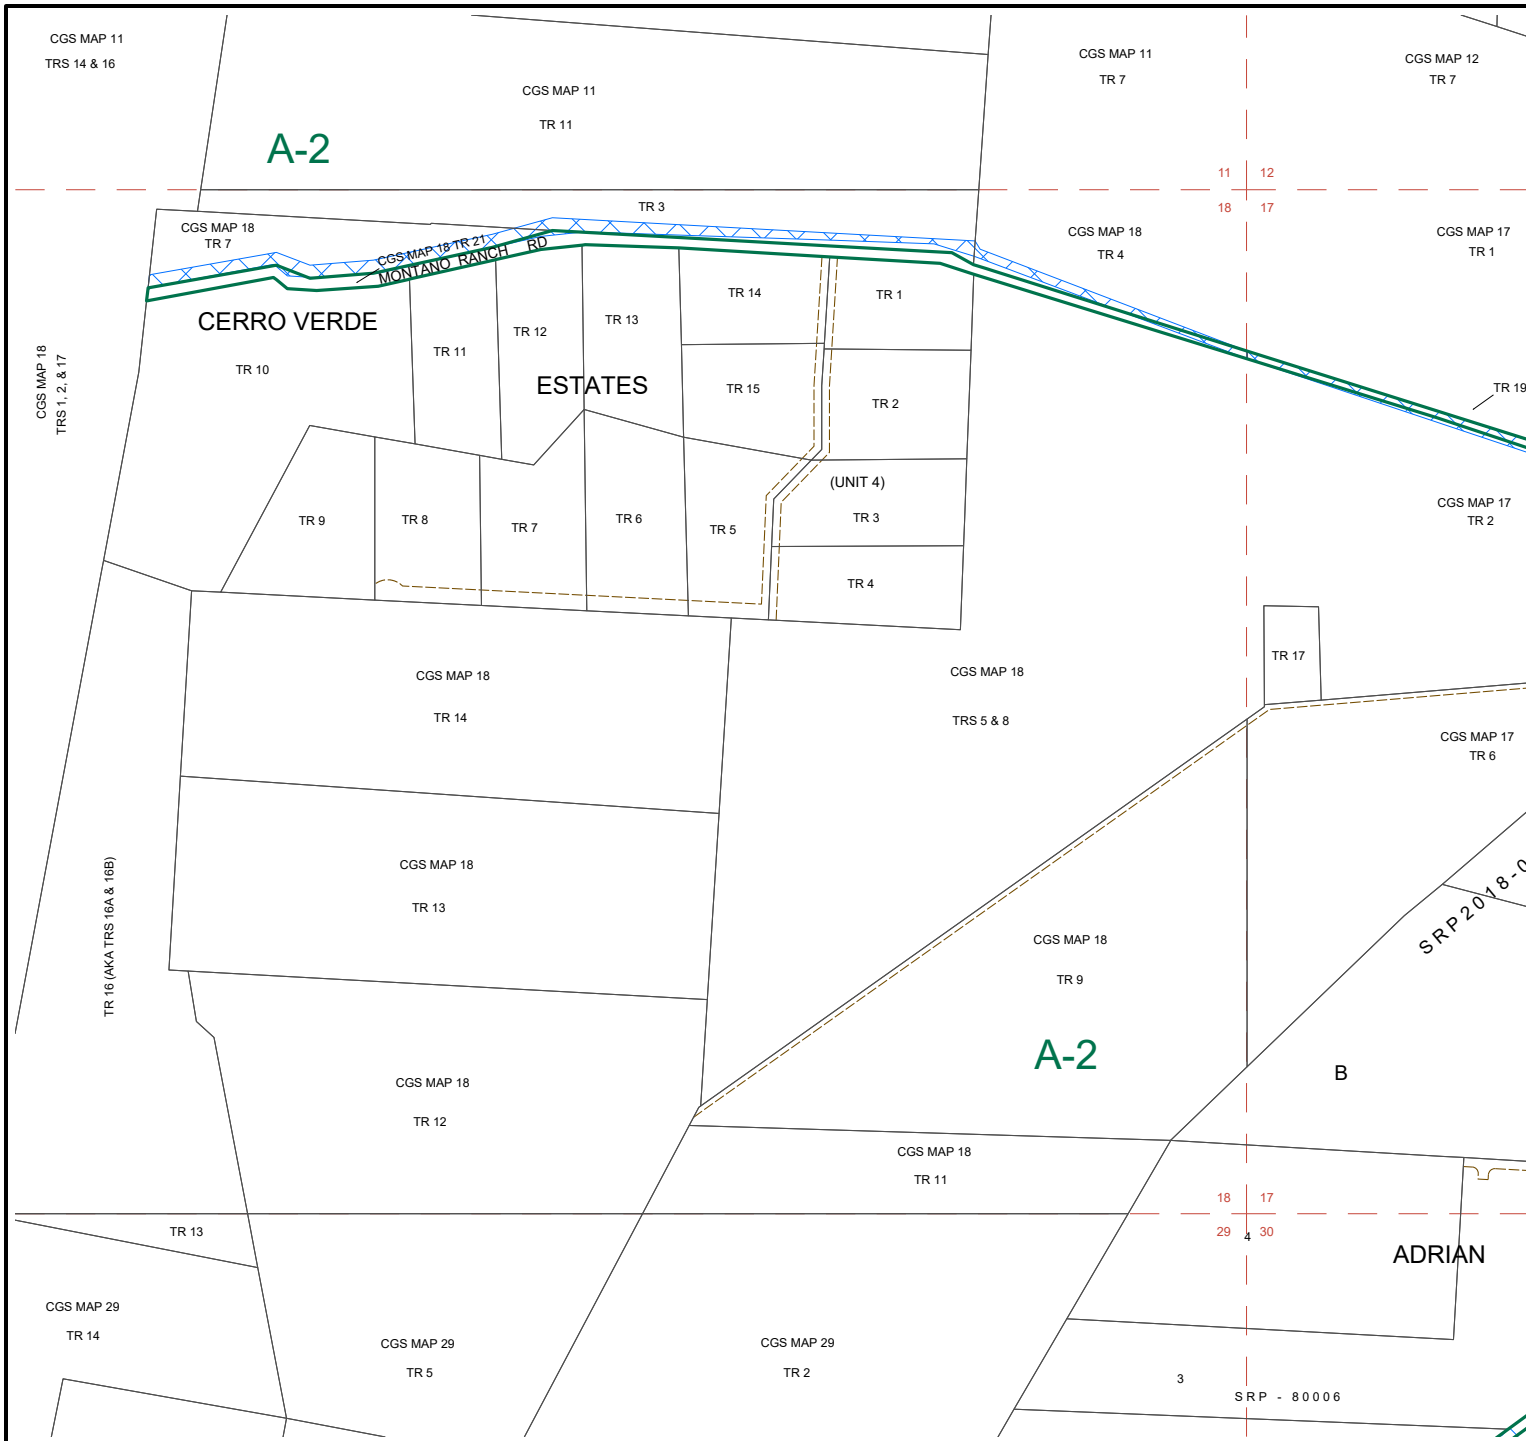 CGS MAP 11
TRS 14 & 16
CGS MAP 11
TR 11
CGS MAP 11
TR 7
CGS MAP 12
TR 7
A-2
11 12
18 17
TR 3
CGS MAP 18
TR 7
CGS MAP 18 TR 21
MONTANO RANCH RD
CGS MAP 18
TR 4
CGS MAP 17
TR 1
CERRO VERDE
ESTATES
(UNIT 4)
TR 10
TR 11
TR 12
TR 13
TR 14
TR 1
TR 15
TR 2
TR 19
CGS MAP 18
TRS 1, 2, & 17
TR 9
TR 8
TR 7
TR 6
TR 5
TR 3
TR 4
CGS MAP 17
TR 2
TR 17
CGS MAP 18
TR 14
CGS MAP 18
TRS 5 & 8
CGS MAP 17
TR 6
CGS MAP 18
TR 13
TR 16 (AKA TRS 16A & 16B)
SRP2018-0
CGS MAP 18
TR 9
A-2
B
CGS MAP 18
TR 12
CGS MAP 18
TR 11
18 17
29 30
4
ADRIAN
TR 13
CGS MAP 29
TR 14
CGS MAP 29
TR 5
CGS MAP 29
TR 2
3
SRP - 80006